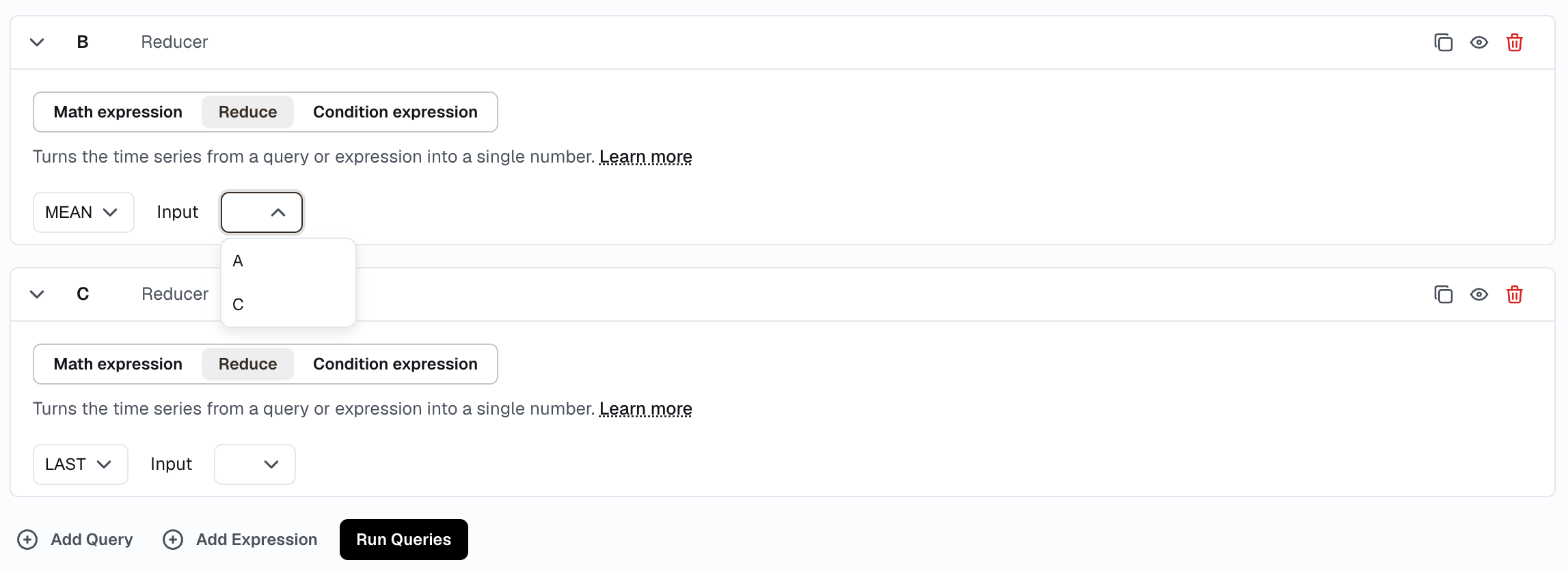 B Reducer
Math expression Reduce Condition expression
Turns the time series from a query or expression into a single number. Learn more
MEAN Input
A
C
C Reducer
Math expression Reduce Condition expression
Turns the time series from a query or expression into a single number. Learn more
LAST Input
Add Query Add Expression Run Queries